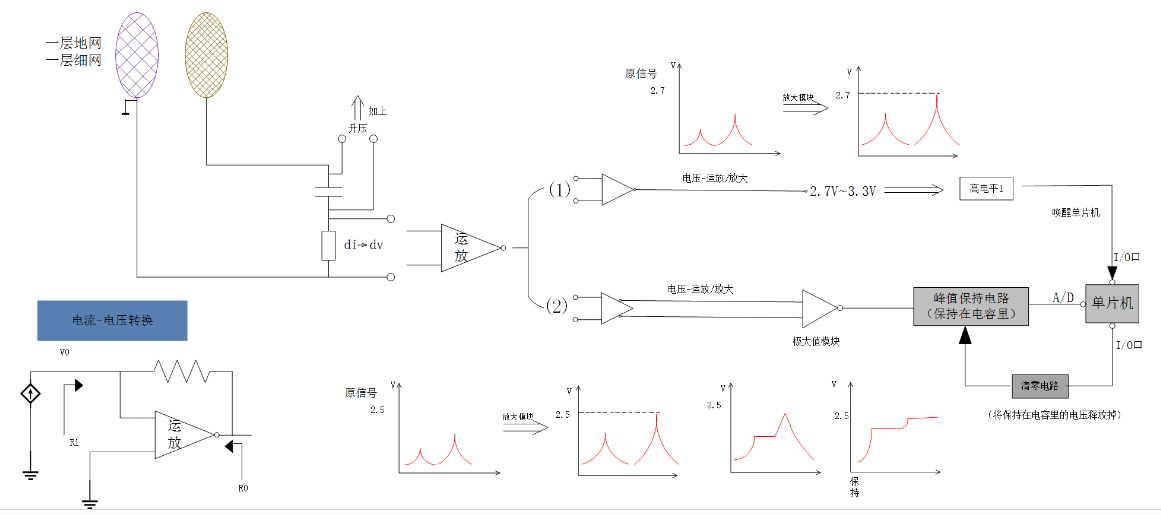 一层地网
一层细网
如上
升压
di→dv
运
放
(1)
电压-运放/放大
2.7V~3.3V
高电平1
唤醒单片机
I/O口
原信号
V
2.7
放大模块
V
2.7
(2)
电压-运放/放大
极大值模块
峰值保持电路
(保持在电容里)
A/D
单片机
I/O口
清零电路
(将保持在电容里的电压释放掉)
电流-电压转换
V0
Ri
运
放
RO
原信号
V
2.5
放大模块
V
2.5
V
2.5
V
2.5
保
持